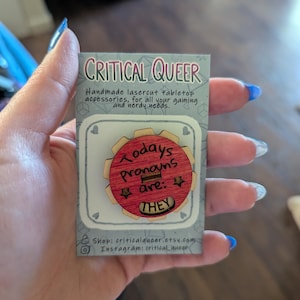 CRITICAL QUEER
Handmade lasercut tabletop
accessories, for all your gaming
and nerdy needs.
Todays
Pronouns
are:
THEY
Shop: criticalqueer.etsy.com
Instagram: critical_queer